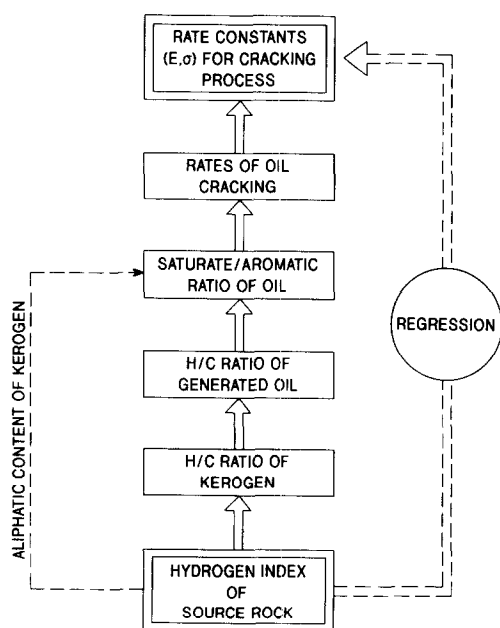 RATE CONSTANTS
(E,σ) FOR CRACKING
PROCESS
RATES OF OIL
CRACKING
SATURATE/AROMATIC
RATIO OF OIL
H/C RATIO OF
GENERATED OIL
H/C RATIO OF
KEROGEN
HYDROGEN INDEX
OF
SOURCE ROCK
ALIPHATIC CONTENT OF KEROGEN
REGRESSION